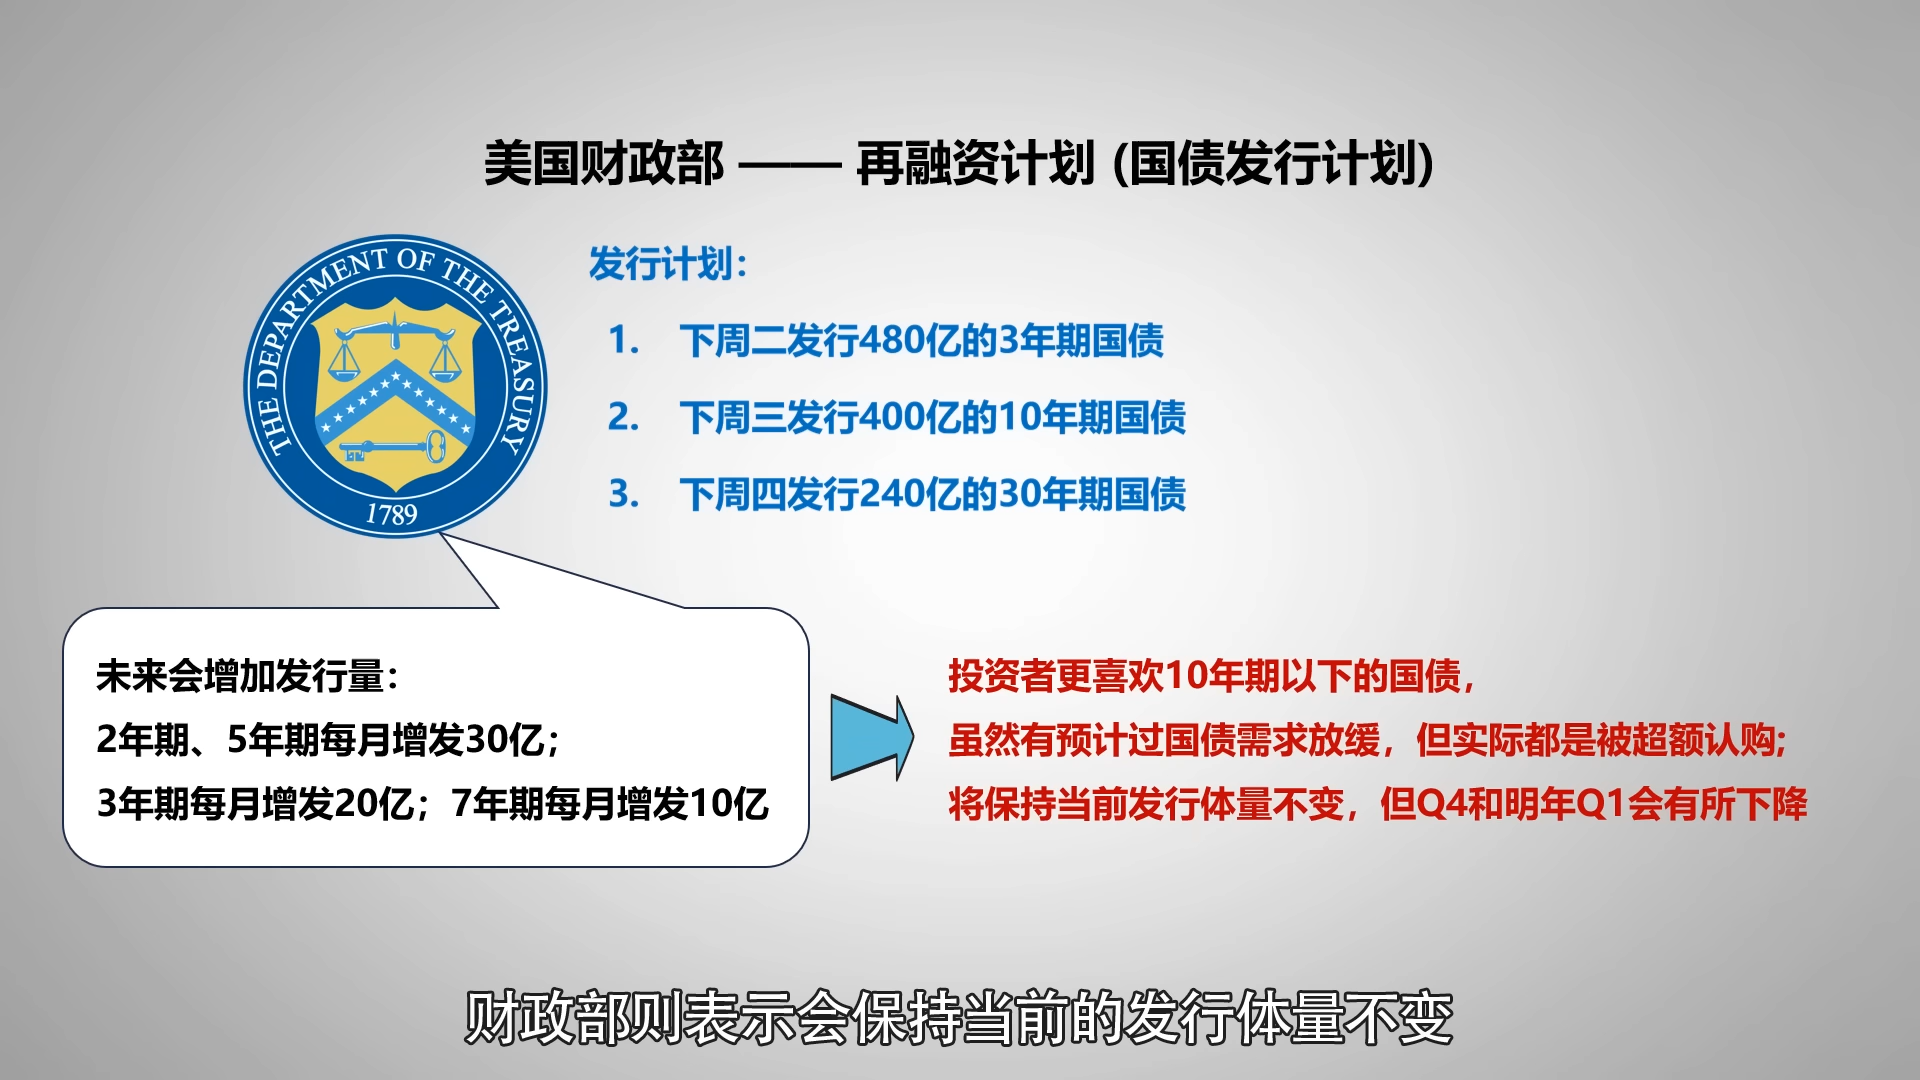 美国财政部 —— 再融资计划 (国债发行计划)
THE DEPARTMENT OF THE TREASURY
1789
发行计划：
1. 下周二发行480亿的3年期国债
2. 下周三发行400亿的10年期国债
3. 下周四发行240亿的30年期国债
未来会增加发行量：
2年期、5年期每月增发30亿；
3年期每月增发20亿；7年期每月增发10亿
投资者更喜欢10年期以下的国债，
虽然有预计过国债需求放缓，但实际都是被超额认购;
将保持当前发行体量不变，但Q4和明年Q1会有所下降
财政部则表示会保持当前的发行体量不变